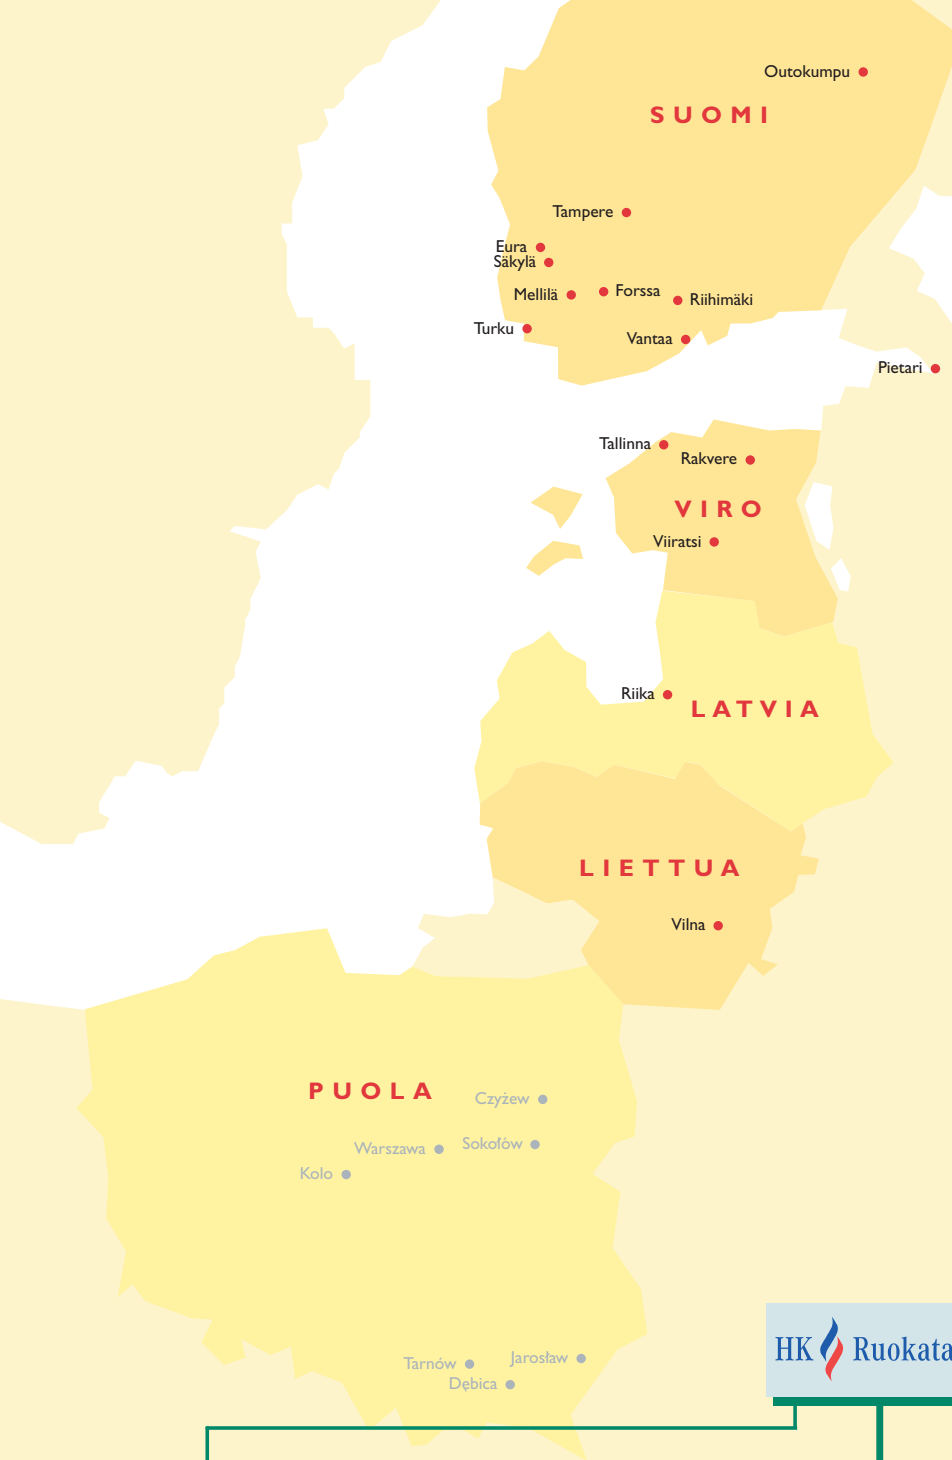 Outokumpu
SUOMI
Tampere
Eura
Säkylä
Mellilä
Forssa
Riihimäki
Turku
Vantaa
Pietari
Tallinna
Rakvere
VIRO
Viiratsi
Riika
LATVIA
LIETTUA
Vilna
PUOLA
Czyżew
Warszawa
Sokołów
Kolo
Tarnów
Jarosław
Dębica
HK Ruokata